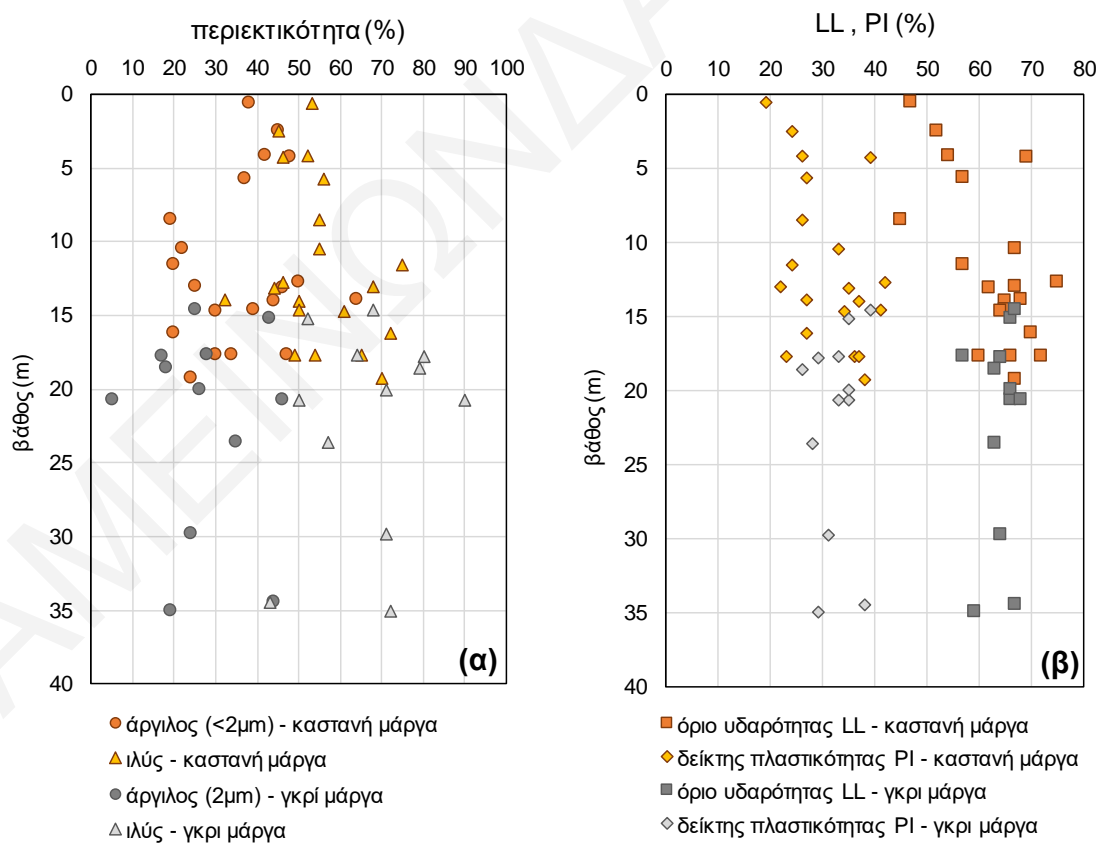 περιεκτικότητα (%)
0 10 20 30 40 50 60 70 80 90 100
0
5
10
15
20
25
30
35
40
βάθος (m)
(α)
άργιλος (<2μm) - καστανή μάργα
ιλύς - καστανή μάργα
άργιλος (2μm) - γκρί μάργα
ιλύς - γκρι μάργα
LL , PI (%)
0 10 20 30 40 50 60 70 80
0
5
10
15
20
25
30
35
40
βάθος (m)
(β)
όριο υδαρότητας LL - καστανή μάργα
δείκτης πλαστικότητας PI - καστανή μάργα
όριο υδαρότητας LL - γκρι μάργα
δείκτης πλαστικότητας PI - γκρι μάργα
ΑΜΕΙΝΩΝΔΑ